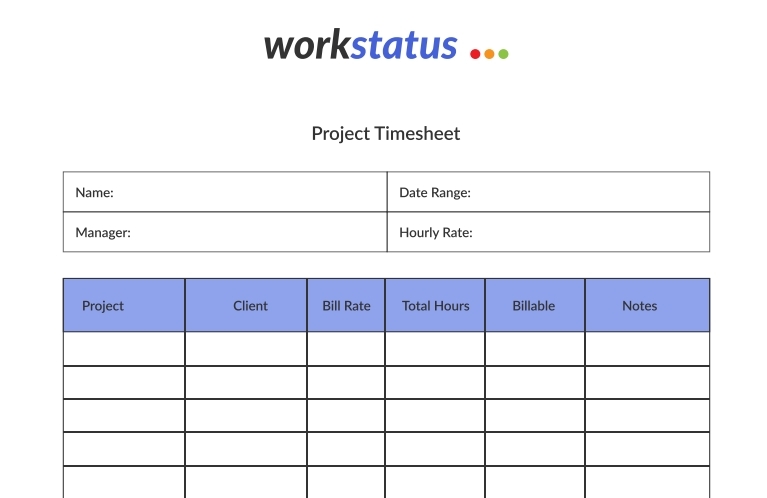 workstatus
Project Timesheet
Name: Date Range:
Manager: Hourly Rate:
Project Client Bill Rate Total Hours Billable Notes